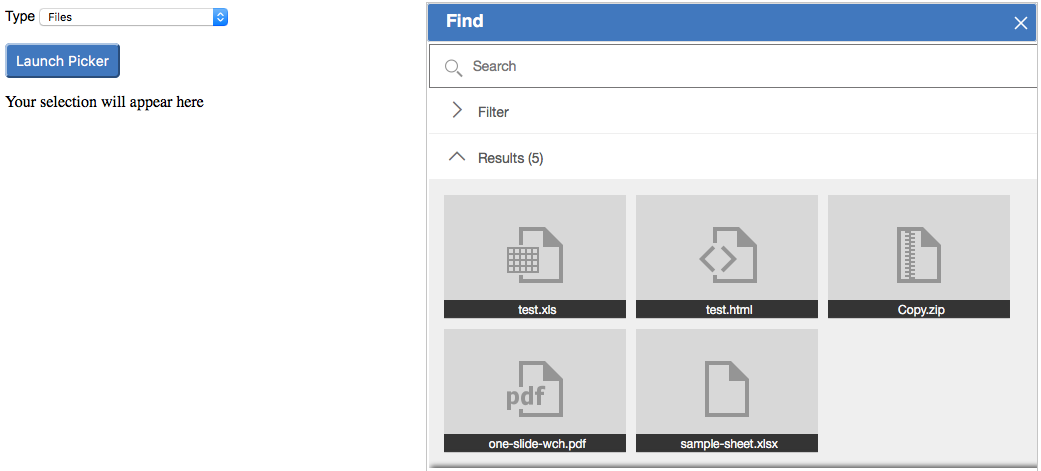 Type Files
Launch Picker
Your selection will appear here
Find
Search
Filter
Results (5)
test.xls
test.html
Copy.zip
pdf
one-slide-wch.pdf
sample-sheet.xlsx